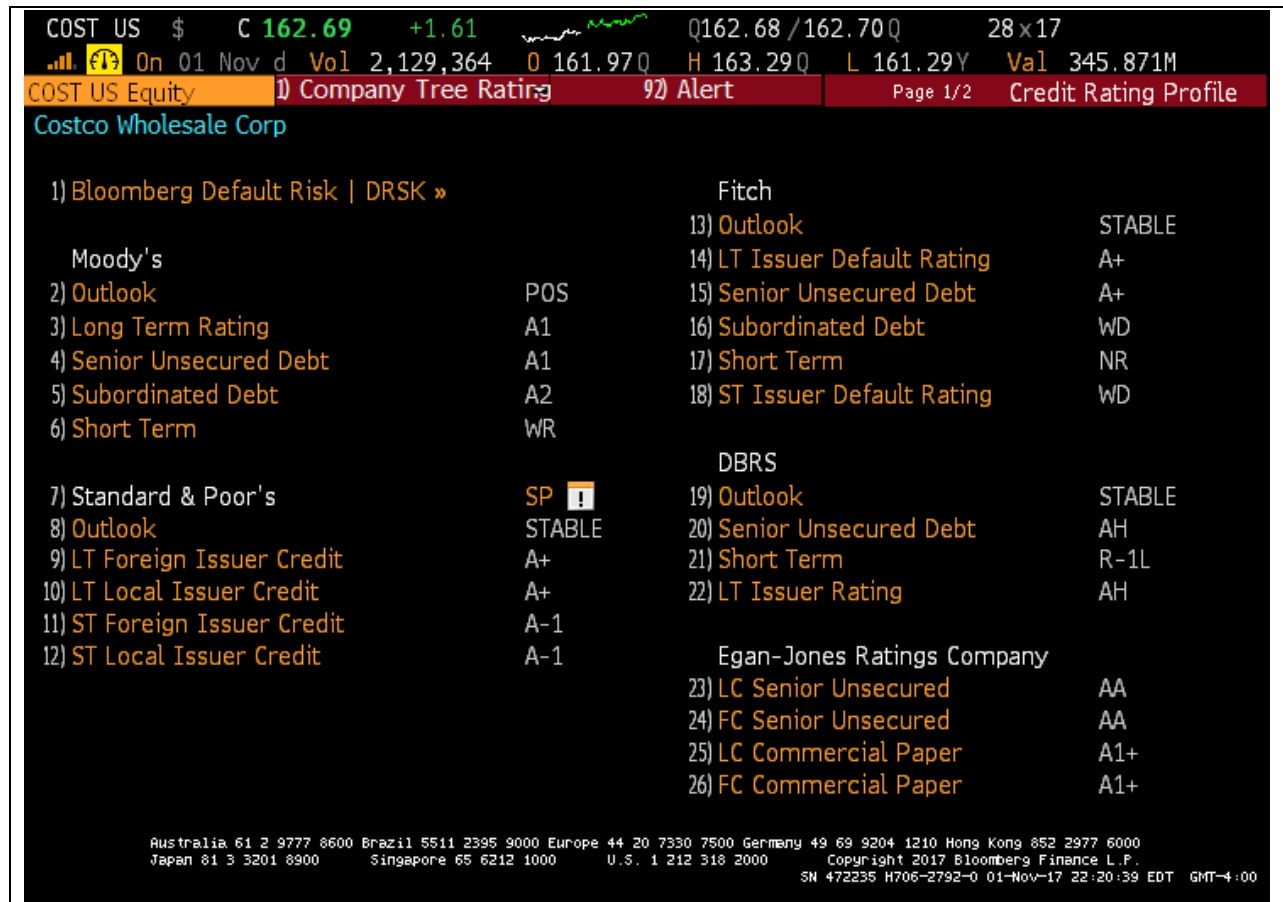 COST US $ C 162.69 +1.61 Q162.68/162.70Q 28x17
On 01 Nov d Vol 2,129,364 O 161.97Q H 163.29Q L 161.29Y Val 345.871M
COST US Equity 1) Company Tree Rating 92) Alert Page 1/2 Credit Rating Profile
Costco Wholesale Corp
1) Bloomberg Default Risk | DRSK »
Moody's
2) Outlook POS
3) Long Term Rating A1
4) Senior Unsecured Debt A1
5) Subordinated Debt A2
6) Short Term WR
7) Standard & Poor's SP !
8) Outlook STABLE
9) LT Foreign Issuer Credit A+
10) LT Local Issuer Credit A+
11) ST Foreign Issuer Credit A-1
12) ST Local Issuer Credit A-1
Fitch
13) Outlook STABLE
14) LT Issuer Default Rating A+
15) Senior Unsecured Debt A+
16) Subordinated Debt WD
17) Short Term NR
18) ST Issuer Default Rating WD
DBRS
19) Outlook STABLE
20) Senior Unsecured Debt AH
21) Short Term R-1L
22) LT Issuer Rating AH
Egan-Jones Ratings Company
23) LC Senior Unsecured AA
24) FC Senior Unsecured AA
25) LC Commercial Paper A1+
26) FC Commercial Paper A1+
Australia 61 2 9777 8600 Brazil 5511 2395 9000 Europe 44 20 7330 7500 Germany 49 69 9204 1210 Hong Kong 852 2977 6000
Japan 81 3 3201 8900 Singapore 65 6212 1000 U.S. 1 212 318 2000 Copyright 2017 Bloomberg Finance L.P.
SN 472235 H706-2792-0 01-Nov-17 22:20:39 EDT GMT-4:00